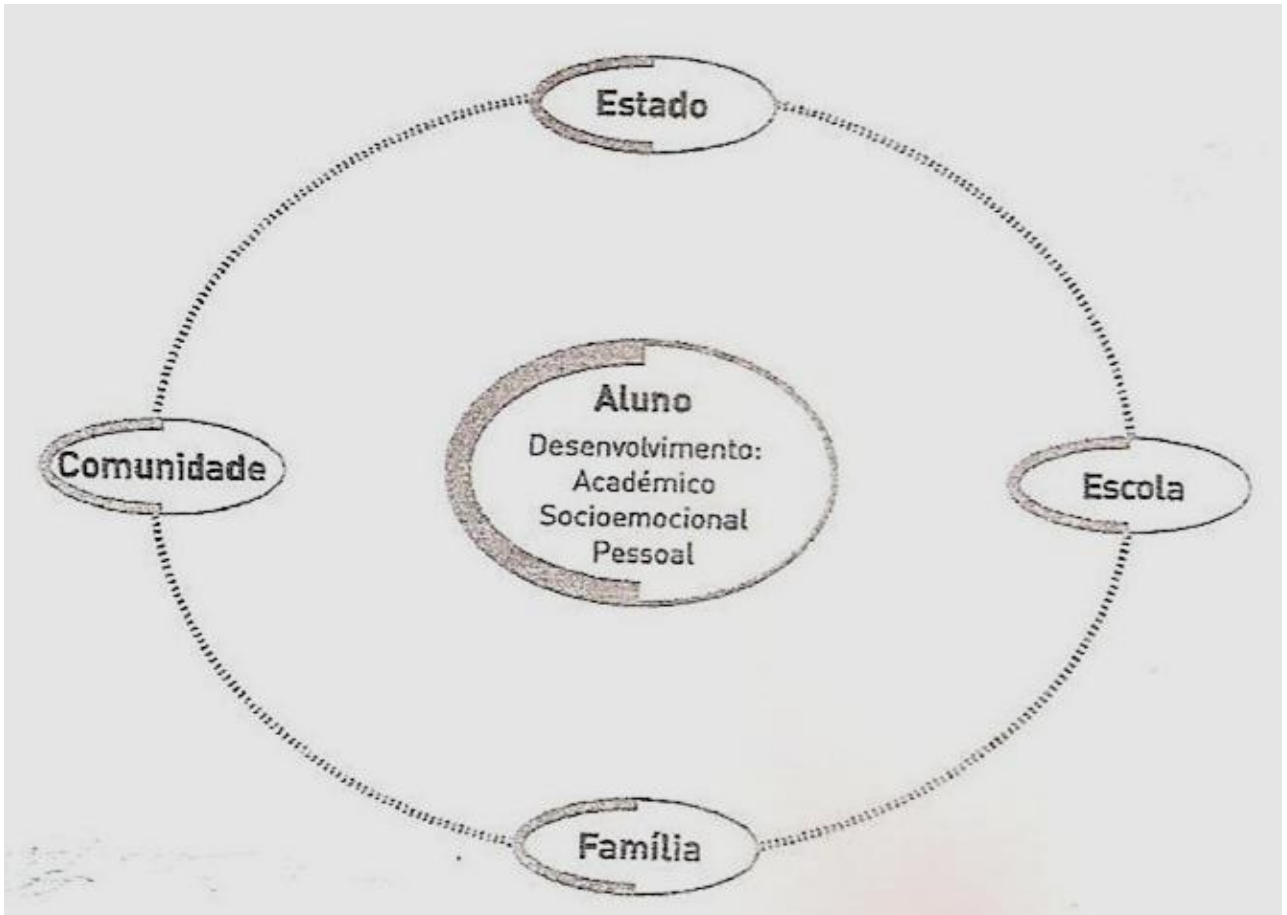 Estado
Aluno
Desenvolvimento:
Académico
Socioemocional
Pessoal
Comunidade
Escola
Família